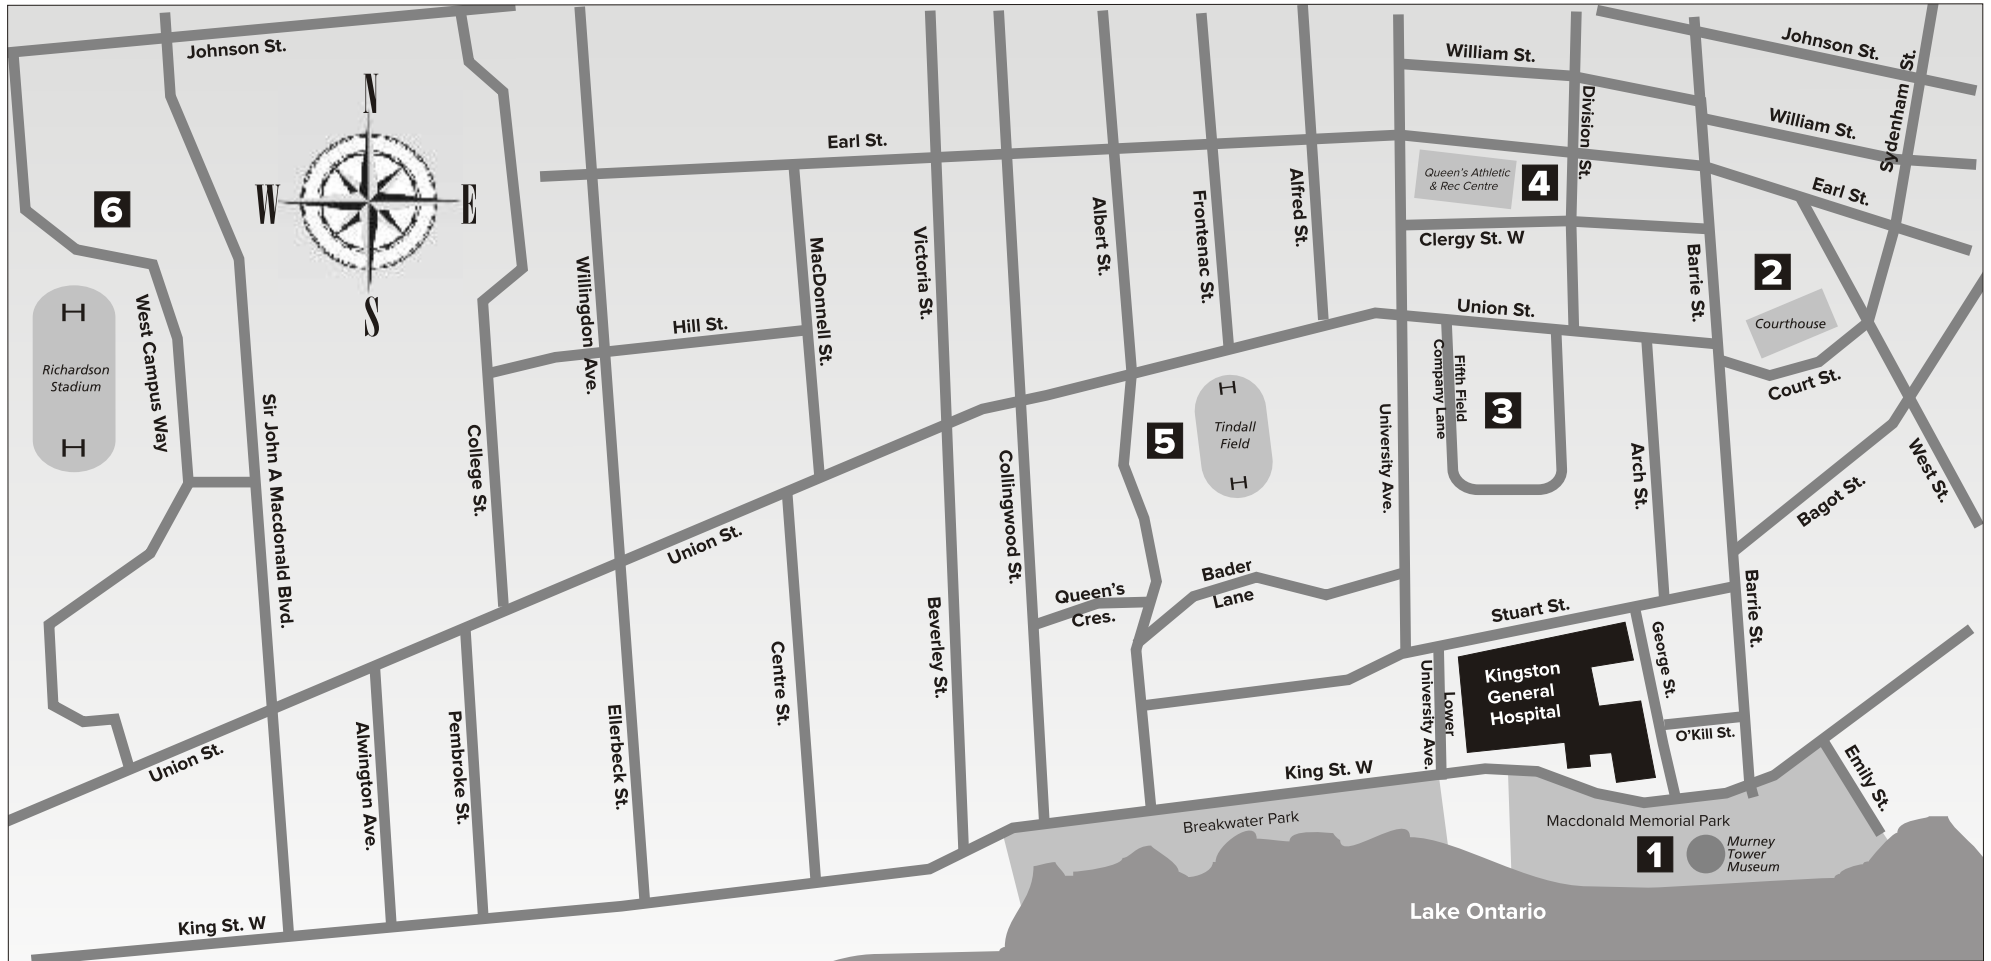 Johnson St.
N
W
E
S
6
H
Richardson
Stadium
H
West Campus Way
Sir John A Macdonald Blvd.
College St.
Willingdon Ave.
Hill St.
MacDonnell St.
Earl St.
Victoria St.
Albert St.
Frontenac St.
Alfred St.
William St.
Division St.
Queen's Athletic
& Rec Centre
4
Clergy St. W
Union St.
Johnson St.
William St.
Sydenham St.
Earl St.
Barrie St.
2
Courthouse
Court St.
West St.
Bagot St.
Fifth Field
Company Lane
3
Arch St.
University Ave.
5
H
Tindall
Field
H
Collingwood St.
Union St.
Queen's
Cres.
Bader
Lane
Stuart St.
Barrie St.
George St.
Kingston
General
Hospital
O'Kill St.
Lower
University Ave.
Beverley St.
Centre St.
Ellerbeck St.
Pembroke St.
Alwington Ave.
Union St.
King St. W
King St. W
Emily St.
Breakwater Park
Macdonald Memorial Park
1
Murney
Tower
Museum
Lake Ontario